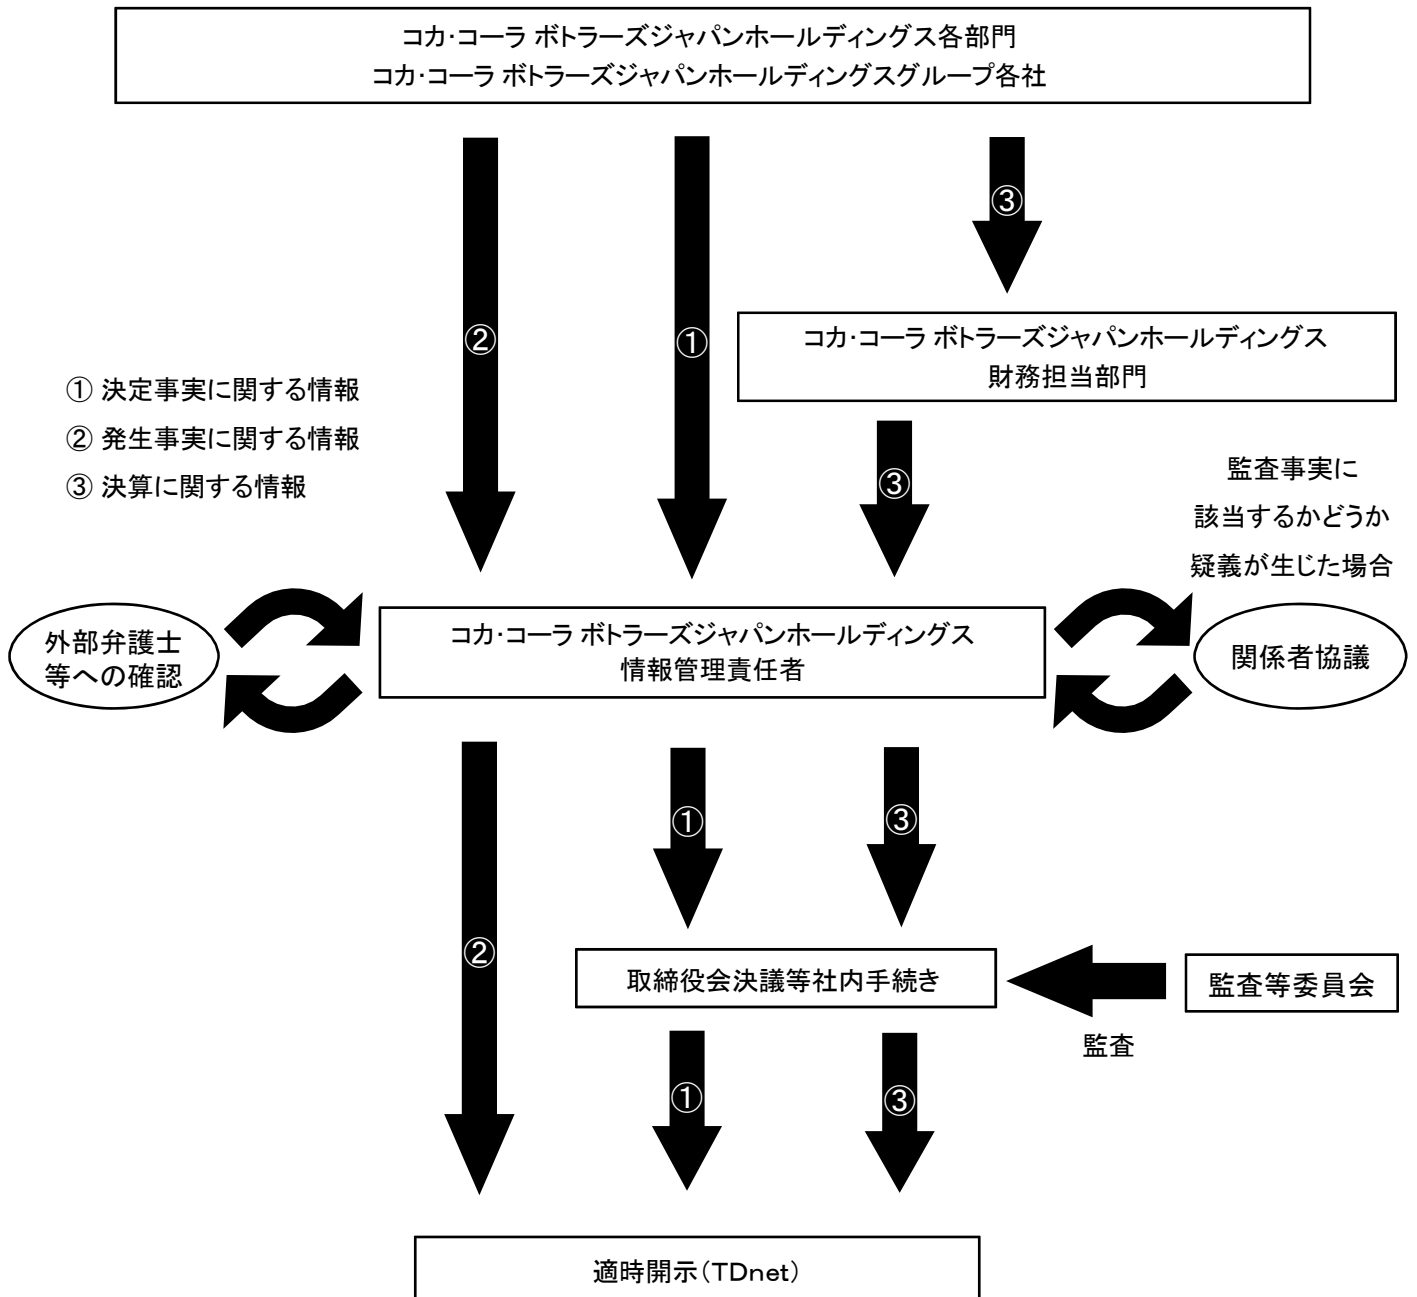 コカ・コーラ ボトラーズジャパンホールディングス各部門
コカ・コーラ ボトラーズジャパンホールディングスグループ各社
③
②
①
コカ・コーラ ボトラーズジャパンホールディングス
財務担当部門
① 決定事実に関する情報
② 発生事実に関する情報
③ 決算に関する情報
③
監査事実に
該当するかどうか
疑義が生じた場合
外部弁護士
等への確認
コカ・コーラ ボトラーズジャパンホールディングス
情報管理責任者
関係者協議
①
③
②
取締役会決議等社内手続き
監査等委員会
監査
①
③
適時開示（TDnet）